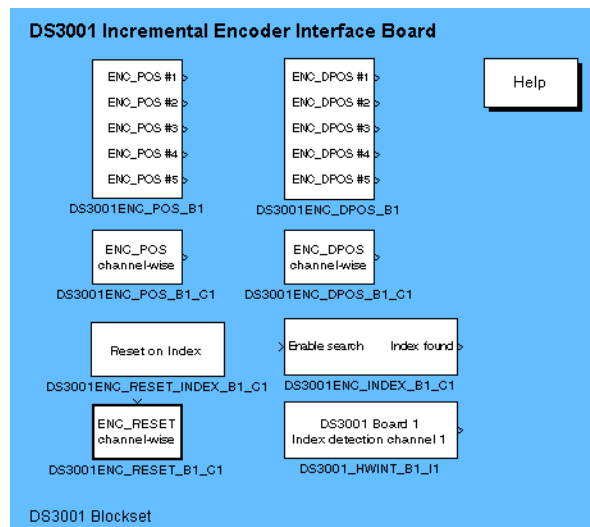 DS3001 Incremental Encoder Interface Board
ENC_POS #1
ENC_POS #2
ENC_POS #3
ENC_POS #4
ENC_POS #5
DS3001ENC_POS_B1
ENC_DPOS #1
ENC_DPOS #2
ENC_DPOS #3
ENC_DPOS #4
ENC_DPOS #5
DS3001ENC_DPOS_B1
Help
ENC_POS
channel-wise
DS3001ENC_POS_B1_C1
ENC_DPOS
channel-wise
DS3001ENC_DPOS_B1_C1
Reset on Index
DS3001ENC_RESET_INDEX_B1_C1
Enable search Index found
DS3001ENC_INDEX_B1_C1
ENC_RESET
channel-wise
DS3001ENC_RESET_B1_C1
DS3001 Board 1
Index detection channel 1
DS3001_HWINT_B1_I1
DS3001 Blockset